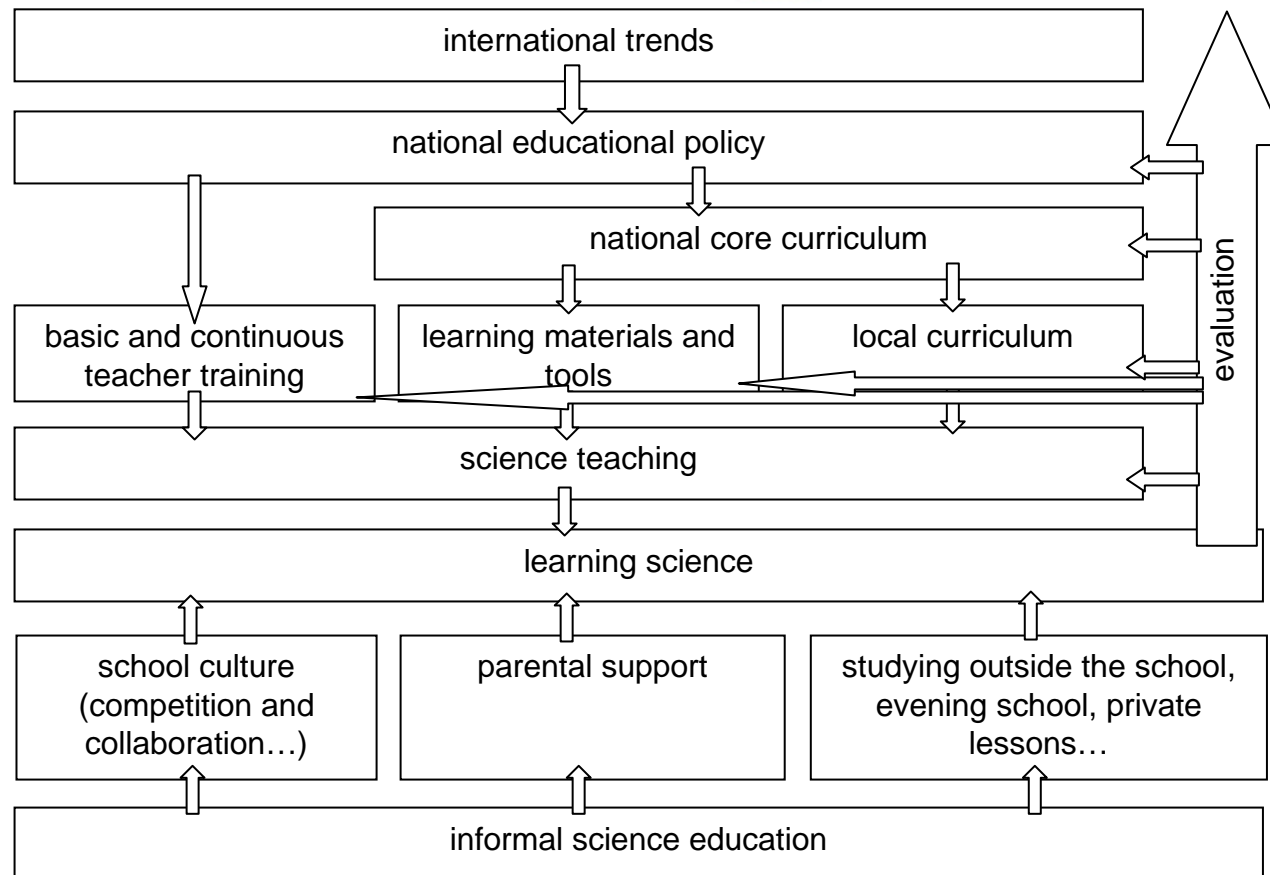 international trends
national educational policy
national core curriculum
basic and continuous
teacher training
learning materials and
tools
local curriculum
evaluation
science teaching
learning science
school culture
(competition and
collaboration…)
parental support
studying outside the school,
evening school, private
lessons…
informal science education